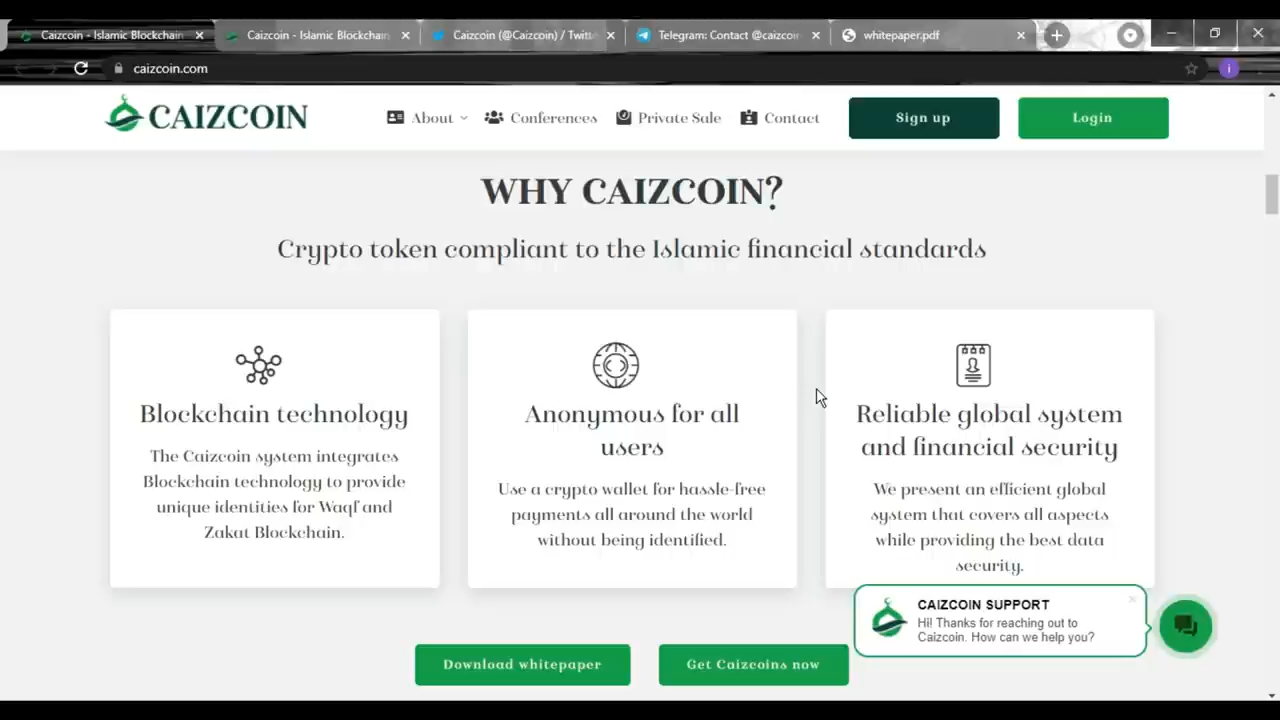 Caizcoin - Islamic Blockchain
Caizcoin - Islamic Blockchain
Caizcoin (@Caizcoin) / Twitte
Telegram: Contact @caizcoin
whitepaper.pdf
caizcoin.com
i
CAIZCOIN
About
Conferences
Private Sale
Contact
Sign up
Login
WHY CAIZCOIN?
Crypto token compliant to the Islamic financial standards
Blockchain technology
The Caizcoin system integrates
Blockchain technology to provide
unique identities for Waqf and
Zakat Blockchain.
Anonymous for all
users
Use a crypto wallet for hassle-free
payments all around the world
without being identified.
Reliable global system
and financial security
We present an efficient global
system that covers all aspects
while providing the best data
security.
CAIZCOIN SUPPORT
Hi! Thanks for reaching out to
Caizcoin. How can we help you?
Download whitepaper
Get Caizcoins now